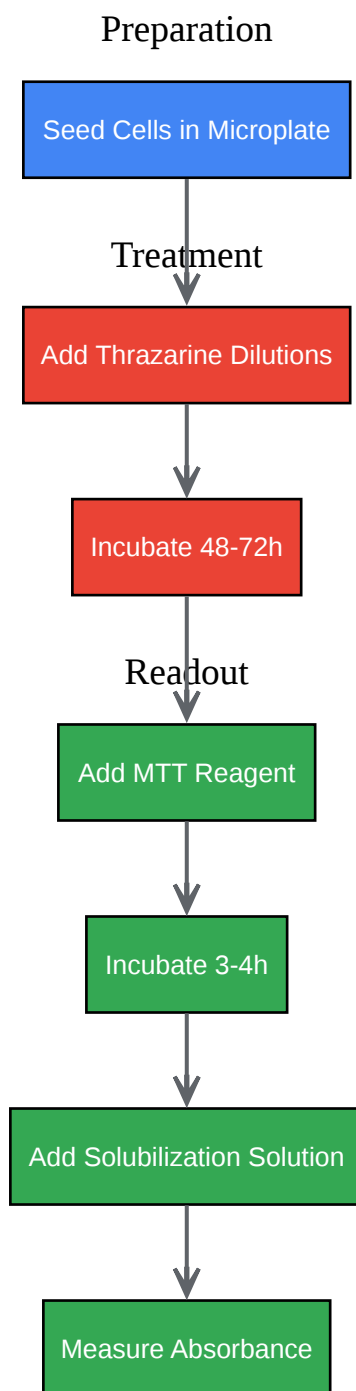 Preparation
Seed Cells in Microplate
Treatment
Add Thrazarine Dilutions
Incubate 48-72h
Readout
Add MTT Reagent
Incubate 3-4h
Add Solubilization Solution
Measure Absorbance